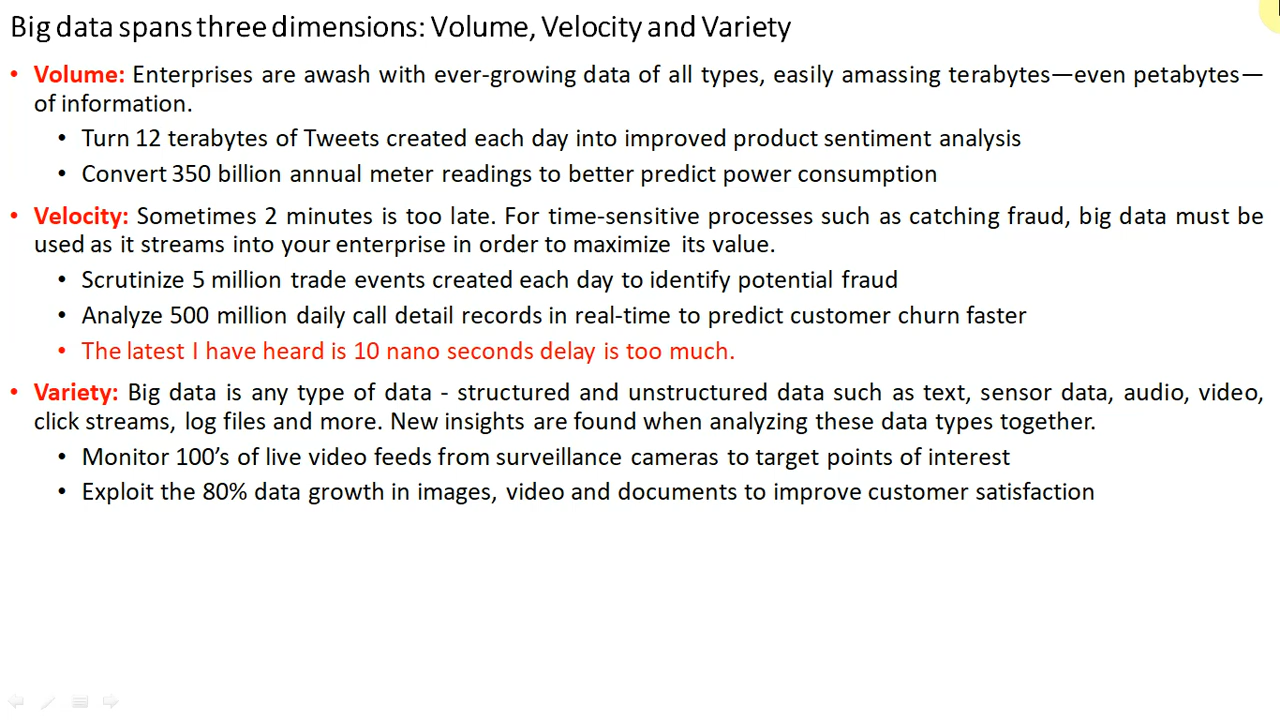 Big data spans three dimensions: Volume, Velocity and Variety
• Volume: Enterprises are awash with ever-growing data of all types, easily amassing terabytes—even petabytes—
of information.
• Turn 12 terabytes of Tweets created each day into improved product sentiment analysis
• Convert 350 billion annual meter readings to better predict power consumption
• Velocity: Sometimes 2 minutes is too late. For time-sensitive processes such as catching fraud, big data must be
used as it streams into your enterprise in order to maximize its value.
• Scrutinize 5 million trade events created each day to identify potential fraud
• Analyze 500 million daily call detail records in real-time to predict customer churn faster
• The latest I have heard is 10 nano seconds delay is too much.
• Variety: Big data is any type of data - structured and unstructured data such as text, sensor data, audio, video,
click streams, log files and more. New insights are found when analyzing these data types together.
• Monitor 100’s of live video feeds from surveillance cameras to target points of interest
• Exploit the 80% data growth in images, video and documents to improve customer satisfaction